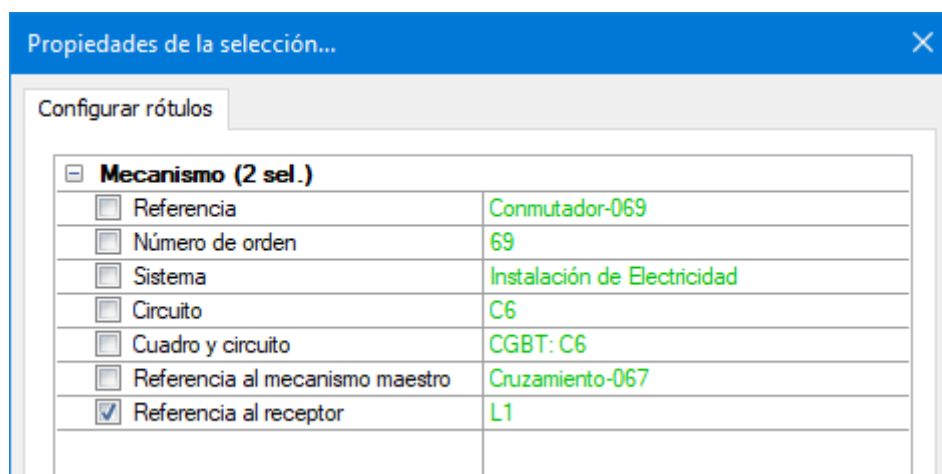 Propiedades de la selección...
Configurar rótulos
Mecanismo (2 sel.)
Referencia Conmutador-069
Número de orden 69
Sistema Instalación de Electricidad
Circuito C6
Cuadro y circuito CGBT: C6
Referencia al mecanismo maestro Cruzamiento-067
Referencia al receptor L1